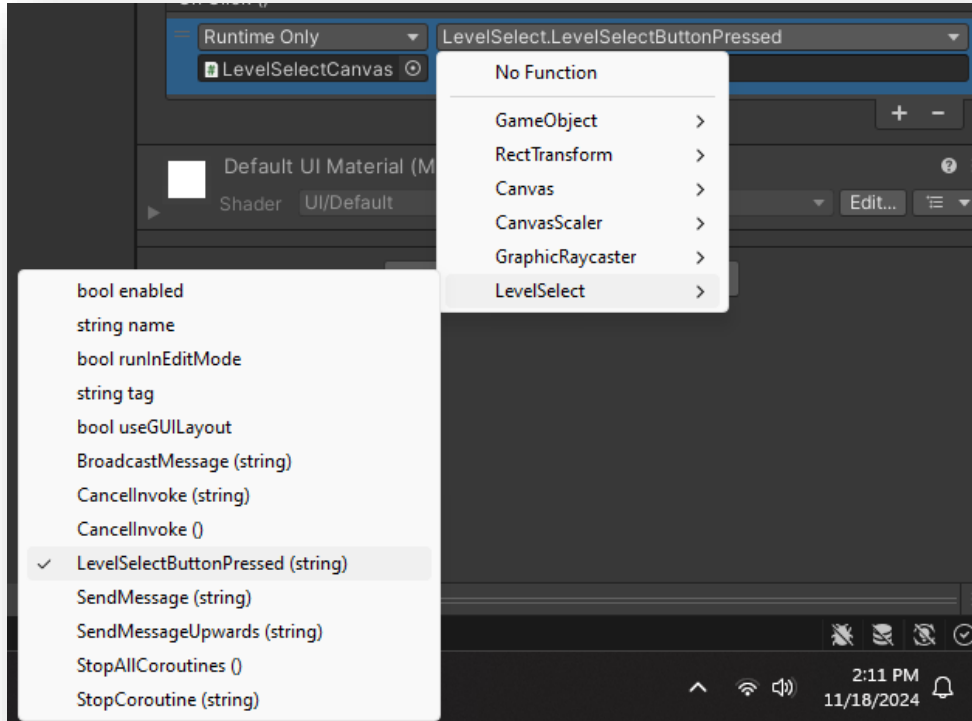 On Click ()
Runtime Only
LevelSelect.LevelSelectButtonPressed
LevelSelectCanvas
No Function
GameObject
RectTransform
Canvas
CanvasScaler
GraphicRaycaster
LevelSelect
Default UI Material (M
Shader UI/Default
Edit...
bool enabled
string name
bool runInEditMode
string tag
bool useGUILayout
BroadcastMessage (string)
CancelInvoke (string)
CancelInvoke ()
LevelSelectButtonPressed (string)
SendMessage (string)
SendMessageUpwards (string)
StopAllCoroutines ()
StopCoroutine (string)
2:11 PM
11/18/2024